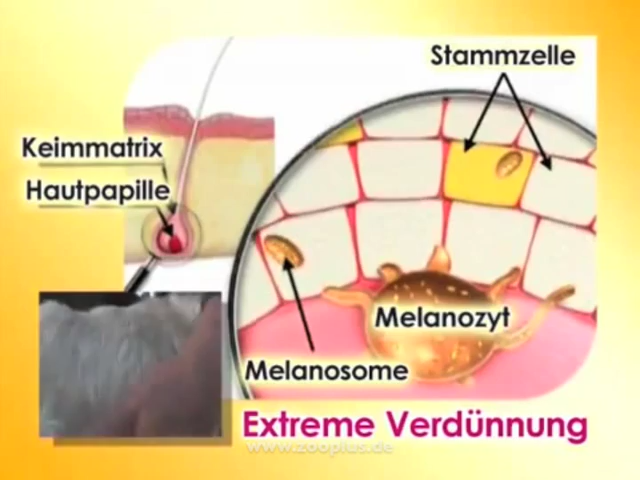 Stammzelle
Keimmatrix
Hautpapille
Melanozyt
Melanosome
Extreme Verdünnung
www.zooplus.de